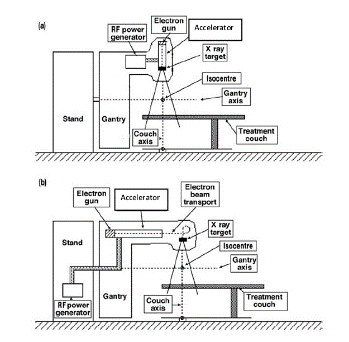 (a)
Electron
gun
Accelerator
RF power
generator
X ray
target
Isocentre
Gantry
axis
Stand
Gantry
Couch
axis
Treatment
couch
(b)
Electron
gun
Accelerator
Electron
beam
transport
Stand
X ray
target
Isocentre
Gantry
axis
Gantry
RF power
generator
Couch
axis
Treatment
couch